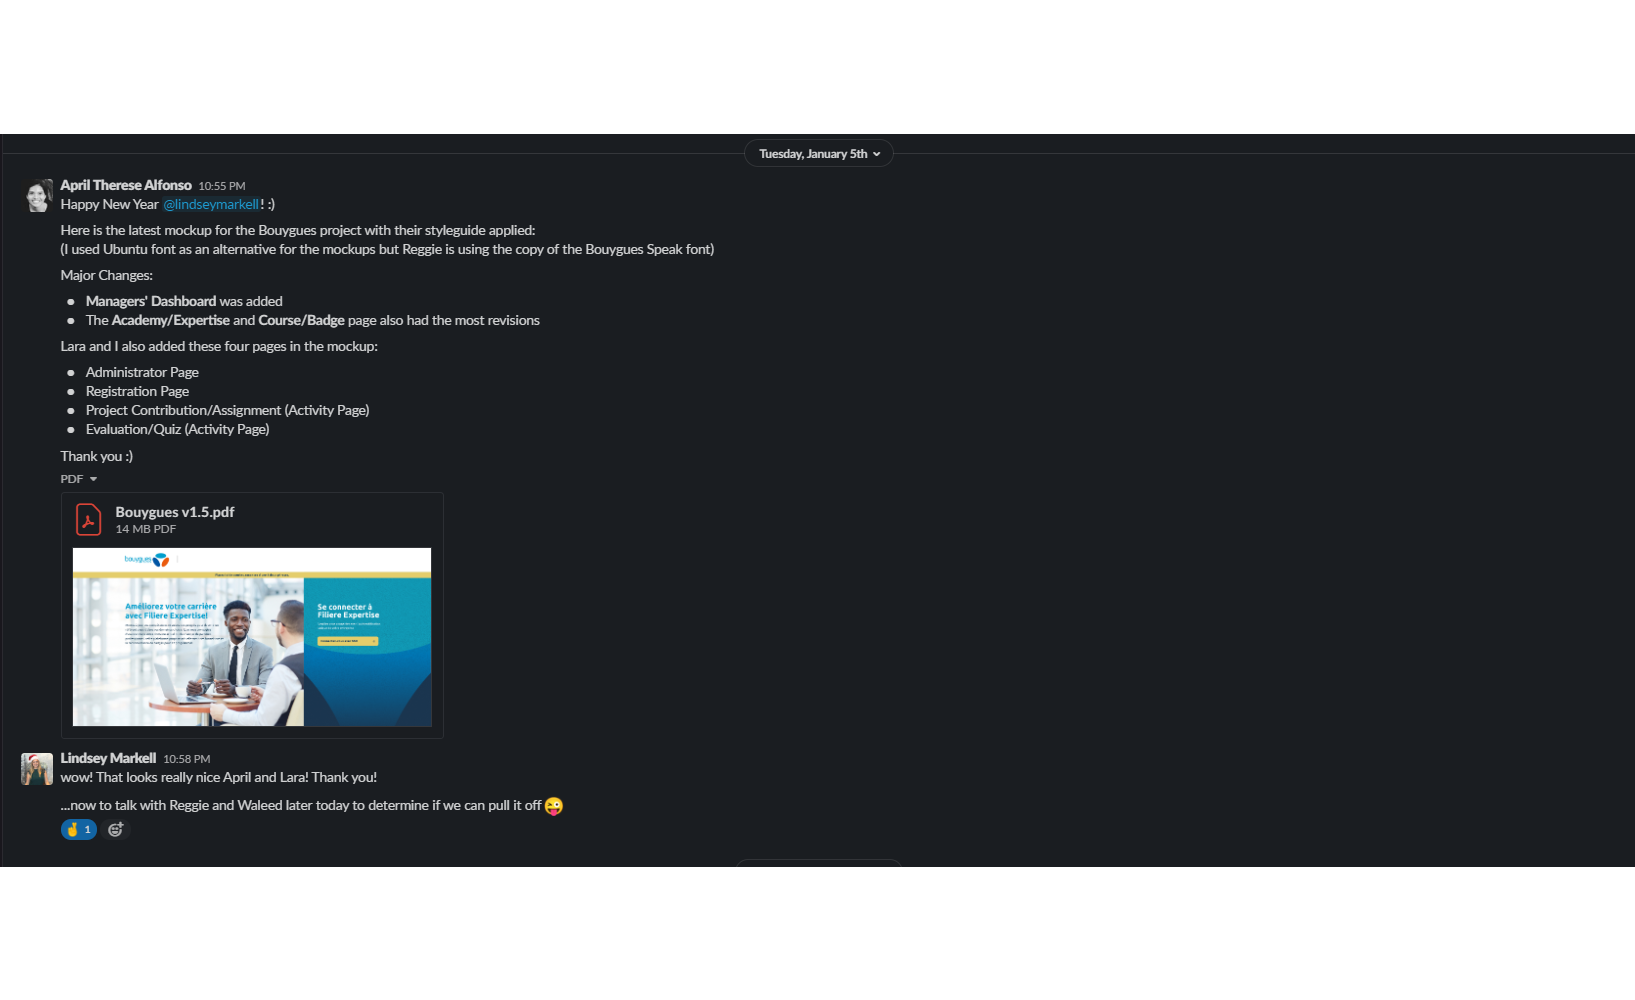 Tuesday, January 5th
April Therese Alfonso 10:55 PM
Happy New Year @lindseymarkell! :)
Here is the latest mockup for the Bouygues project with their styleguide applied:
(I used Ubuntu font as an alternative for the mockups but Reggie is using the copy of the Bouygues Speak font)
Major Changes:
Managers' Dashboard was added
The Academy/Expertise and Course/Badge page also had the most revisions
Lara and I also added these four pages in the mockup:
Administrator Page
Registration Page
Project Contribution/Assignment (Activity Page)
Evaluation/Quiz (Activity Page)
Thank you :)
PDF
Bouygues v1.5.pdf
14 MB PDF
bouygues
Améliorez votre carrière
avec Filiere Expertise!
Se connecter à
Filiere Expertise
Lindsey Markell 10:58 PM
wow! That looks really nice April and Lara! Thank you!
...now to talk with Reggie and Waleed later today to determine if we can pull it off 😜
1